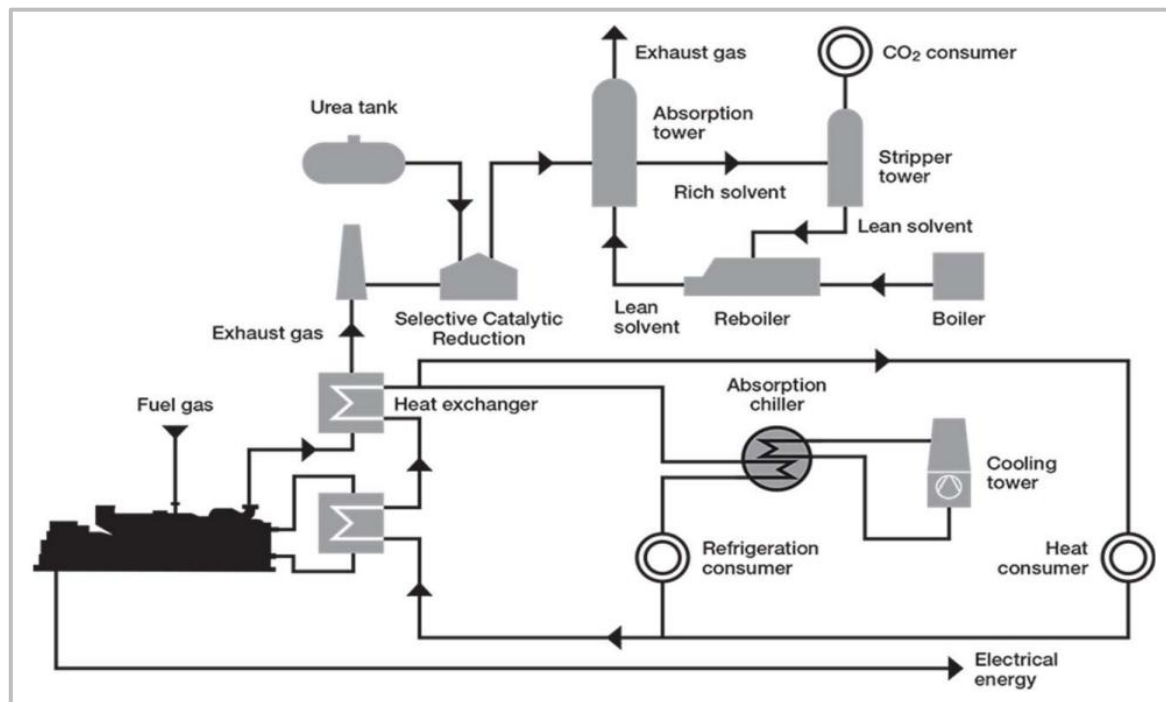 Exhaust gas
CO₂ consumer
Urea tank
Absorption
tower
Stripper
tower
Rich solvent
Lean solvent
Selective Catalytic
Reduction
Lean
solvent
Reboiler
Boiler
Exhaust gas
Fuel gas
Heat exchanger
Absorption
chiller
Cooling
tower
Refrigeration
consumer
Heat
consumer
Electrical
energy